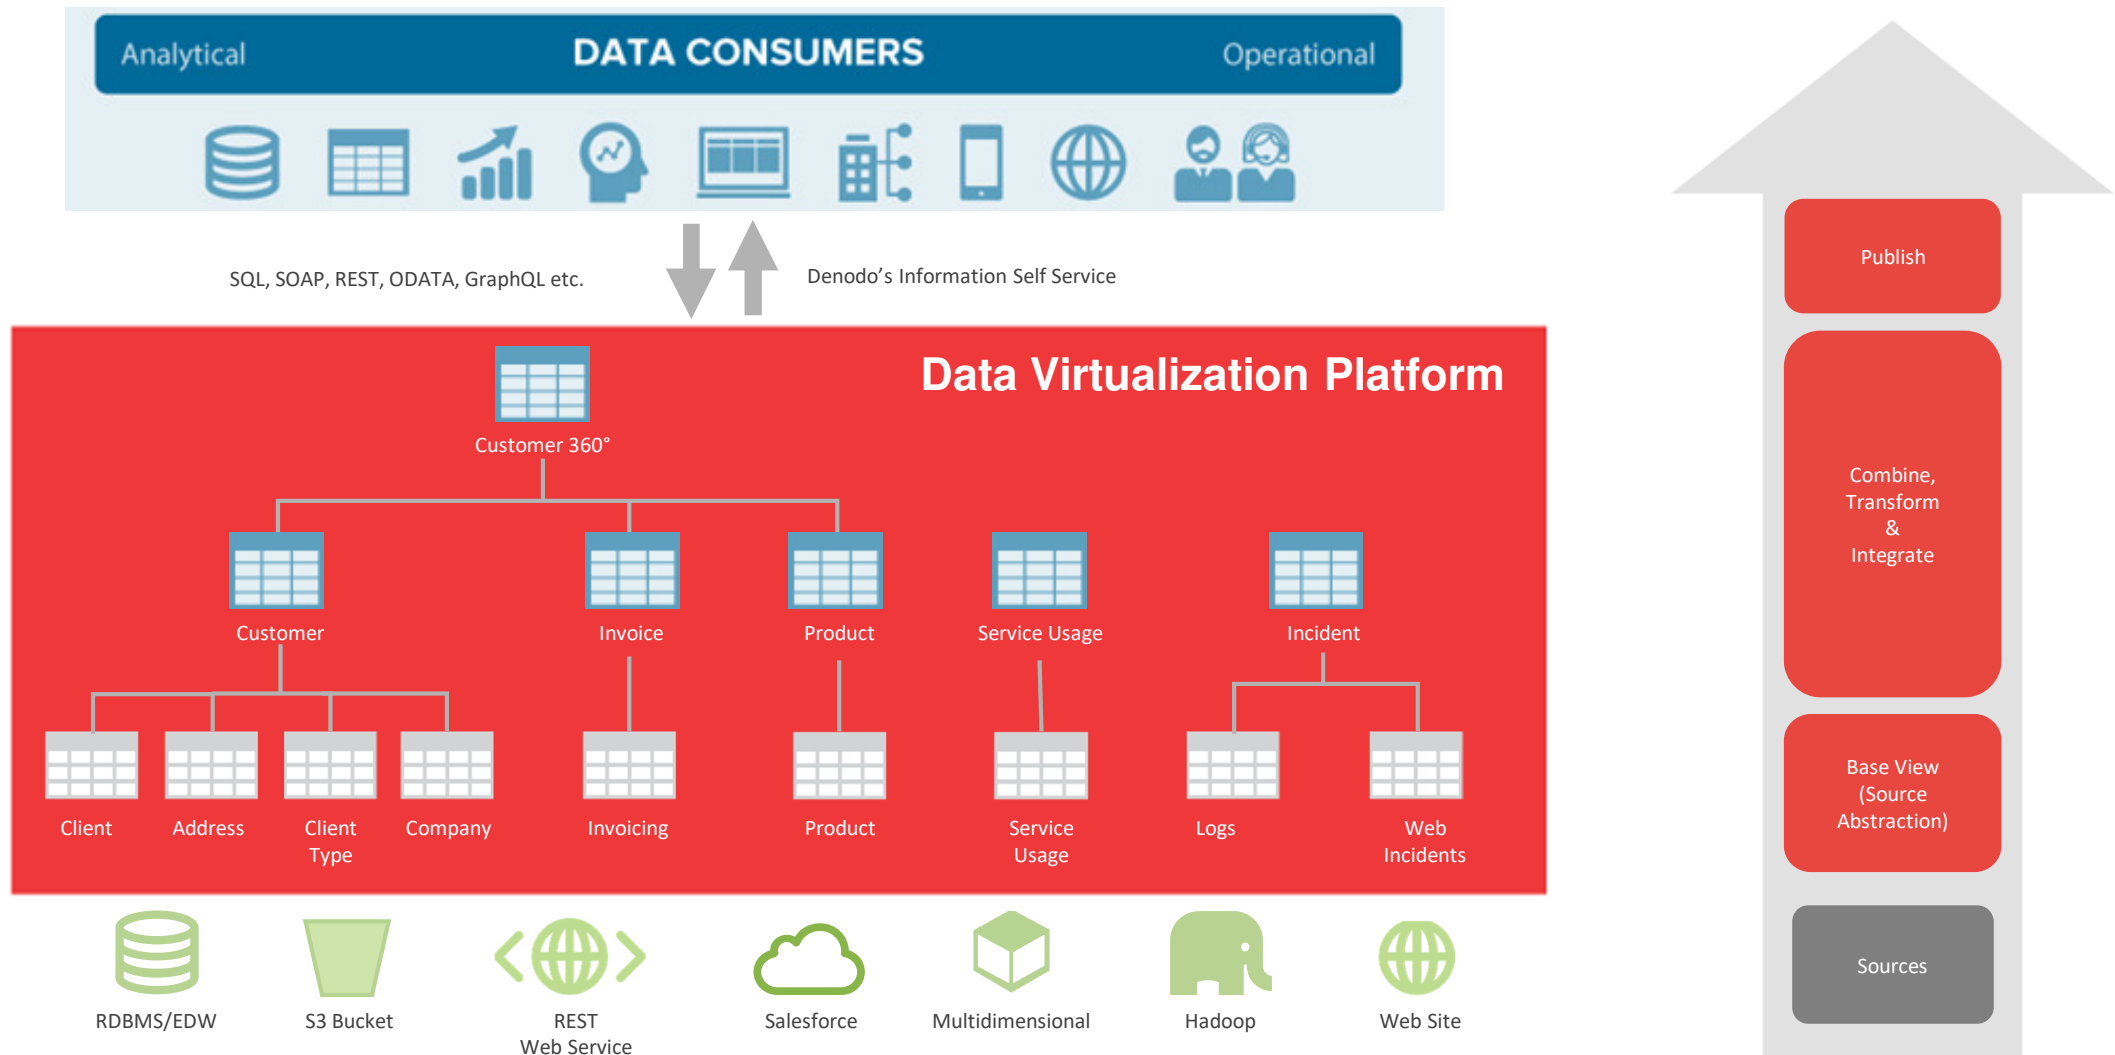 Analytical
DATA CONSUMERS
Operational
SQL, SOAP, REST, ODATA, GraphQL etc.
Denodo's Information Self Service
Data Virtualization Platform
Customer 360°
Customer
Invoice
Product
Service Usage
Incident
Client
Address
Client
Type
Company
Invoicing
Product
Service
Usage
Logs
Web
Incidents
RDBMS/EDW
S3 Bucket
REST
Web Service
Salesforce
Multidimensional
Hadoop
Web Site
Publish
Combine,
Transform
&
Integrate
Base View
(Source
Abstraction)
Sources